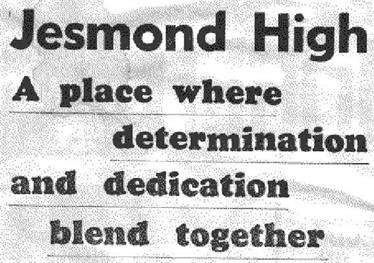 Jesmond High
A place where
determination
and dedication
blend together